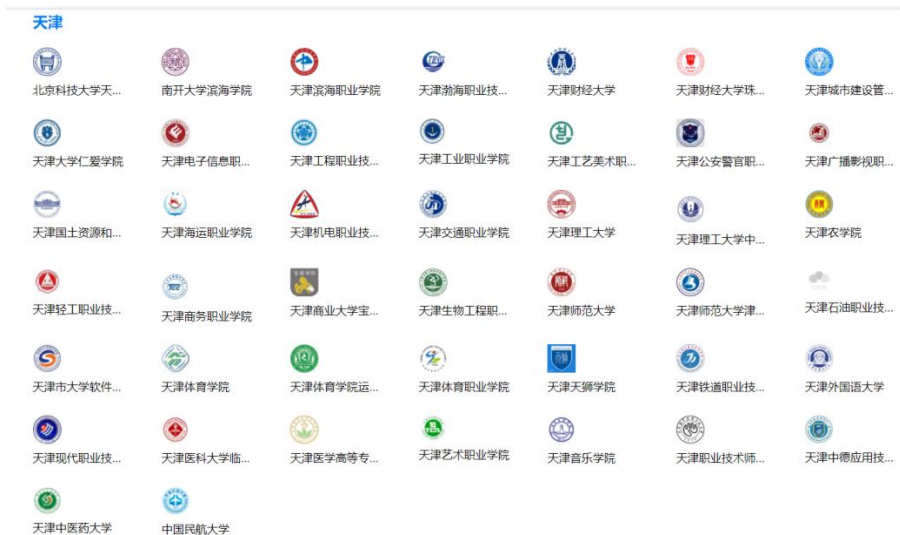 天津
北京科技大学天...
南开大学滨海学院
天津滨海职业学院
天津渤海职业技...
天津财经大学
天津财经大学珠...
天津城市建设管...
天津大学仁爱学院
天津电子信息职...
天津工程职业技...
天津工业职业学院
天津工艺美术职...
天津公安警官职...
天津广播影视职...
天津国土资源和...
天津海运职业学院
天津机电职业技...
天津交通职业学院
天津理工大学
天津理工大学中...
天津农学院
天津轻工职业技...
天津商务职业学院
天津商业大学宝...
天津生物工程职...
天津师范大学
天津师范大学津...
天津石油职业技...
天津市大学软件...
天津体育学院
天津体育学院运...
天津体育职业学院
天津天狮学院
天津铁道职业技...
天津外国语大学
天津现代职业技...
天津医科大学临...
天津医学高等专...
天津艺术职业学院
天津音乐学院
天津职业技术师...
天津中德应用技...
天津中医药大学
中国民航大学